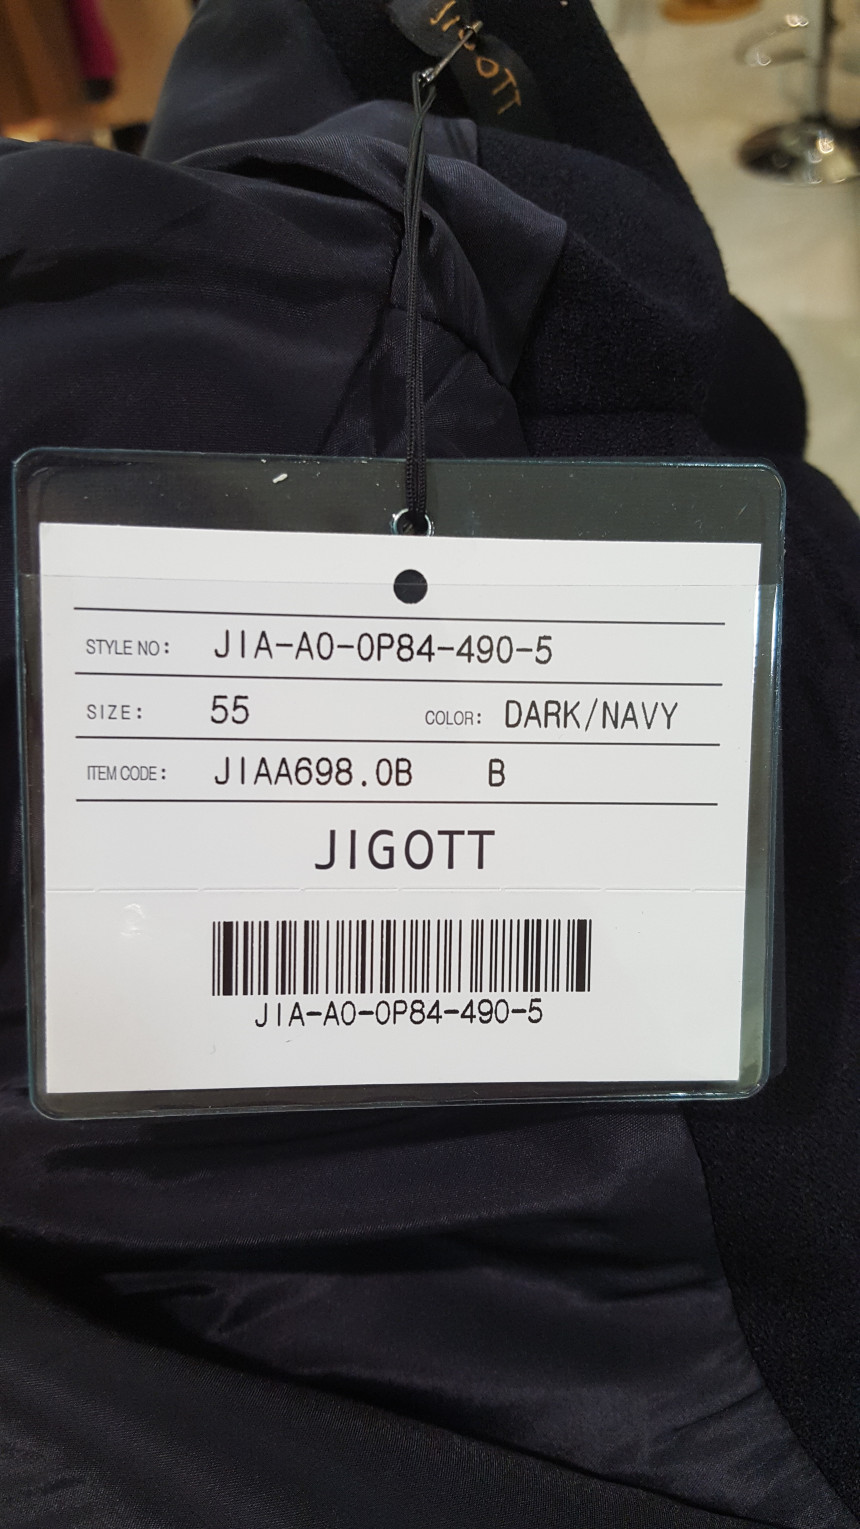 JIGOTT
STYLE NO: JIA-A0-0P84-490-5
SIZE: 55 COLOR: DARK/NAVY
ITEM CODE: JIAA698.0B B
JIGOTT
JIA-A0-0P84-490-5